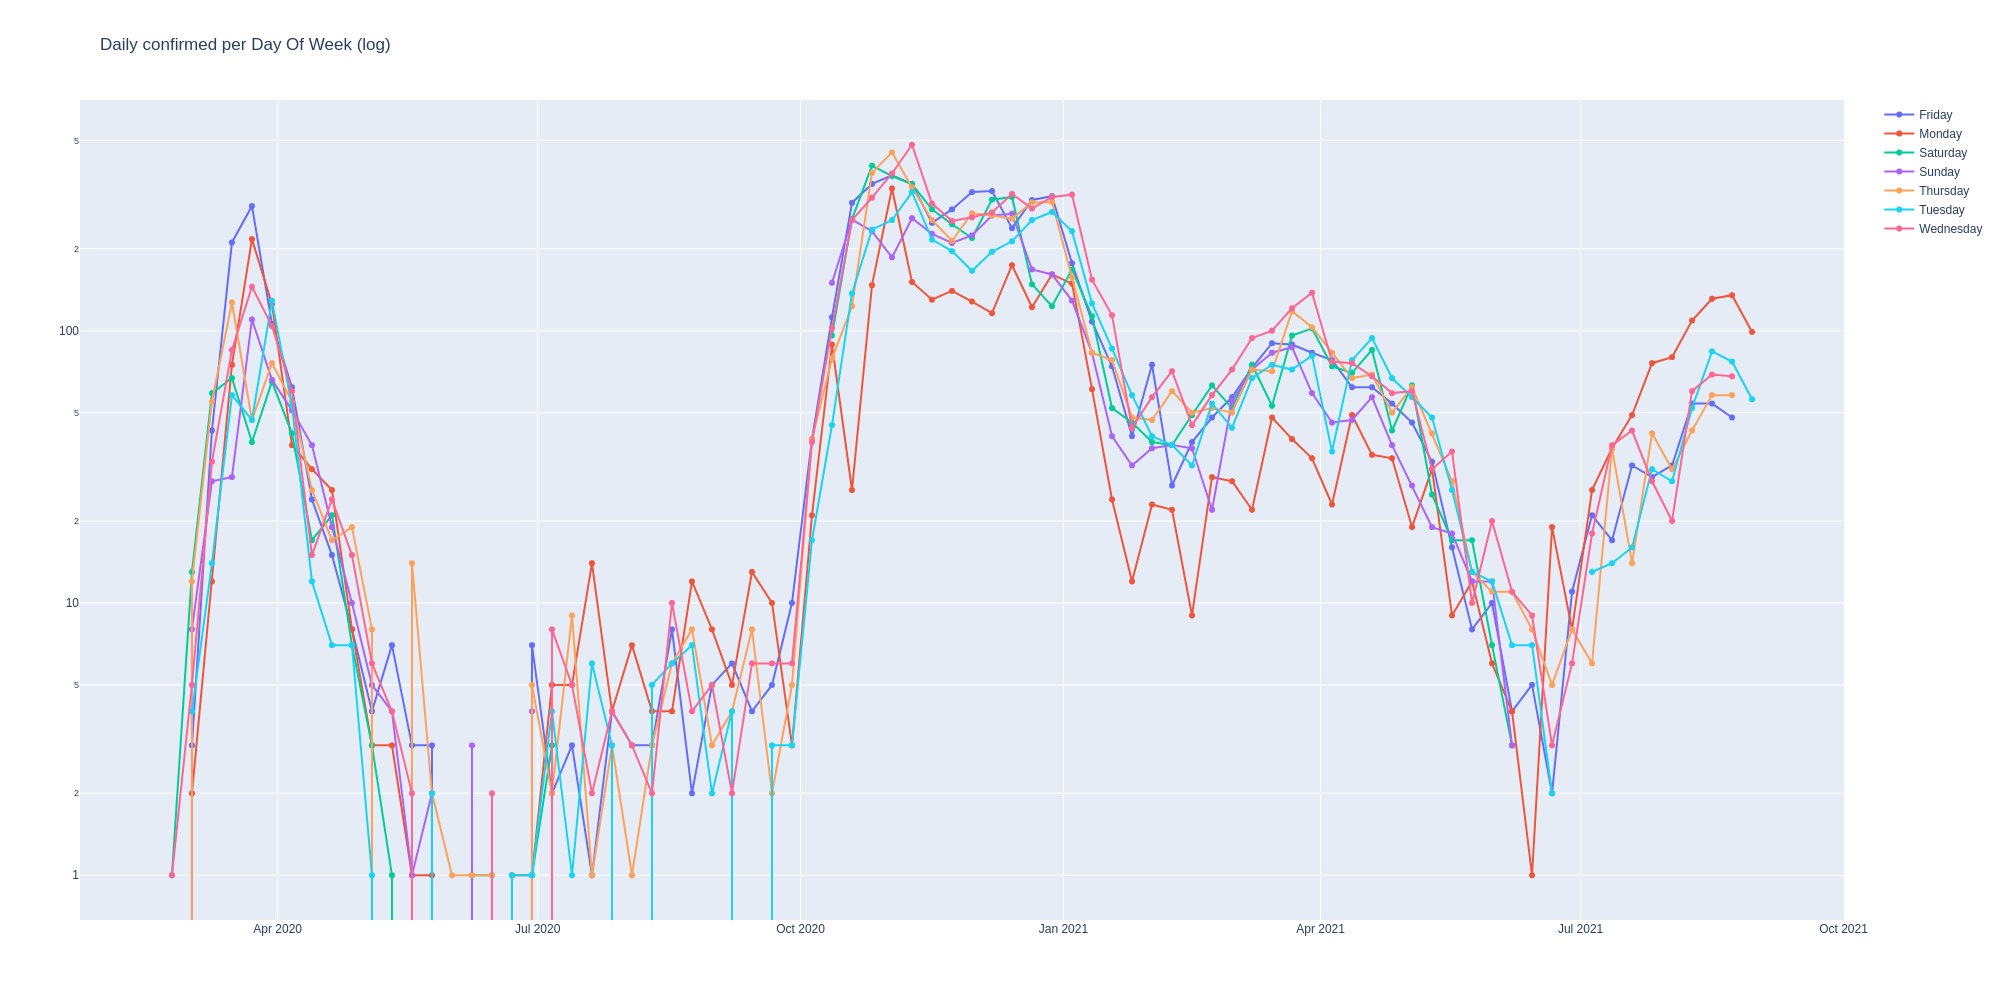 Daily confirmed per Day Of Week (log)
5
2
100
5
2
10
5
2
1
Apr 2020
Jul 2020
Oct 2020
Jan 2021
Apr 2021
Jul 2021
Oct 2021
Friday
Monday
Saturday
Sunday
Thursday
Tuesday
Wednesday